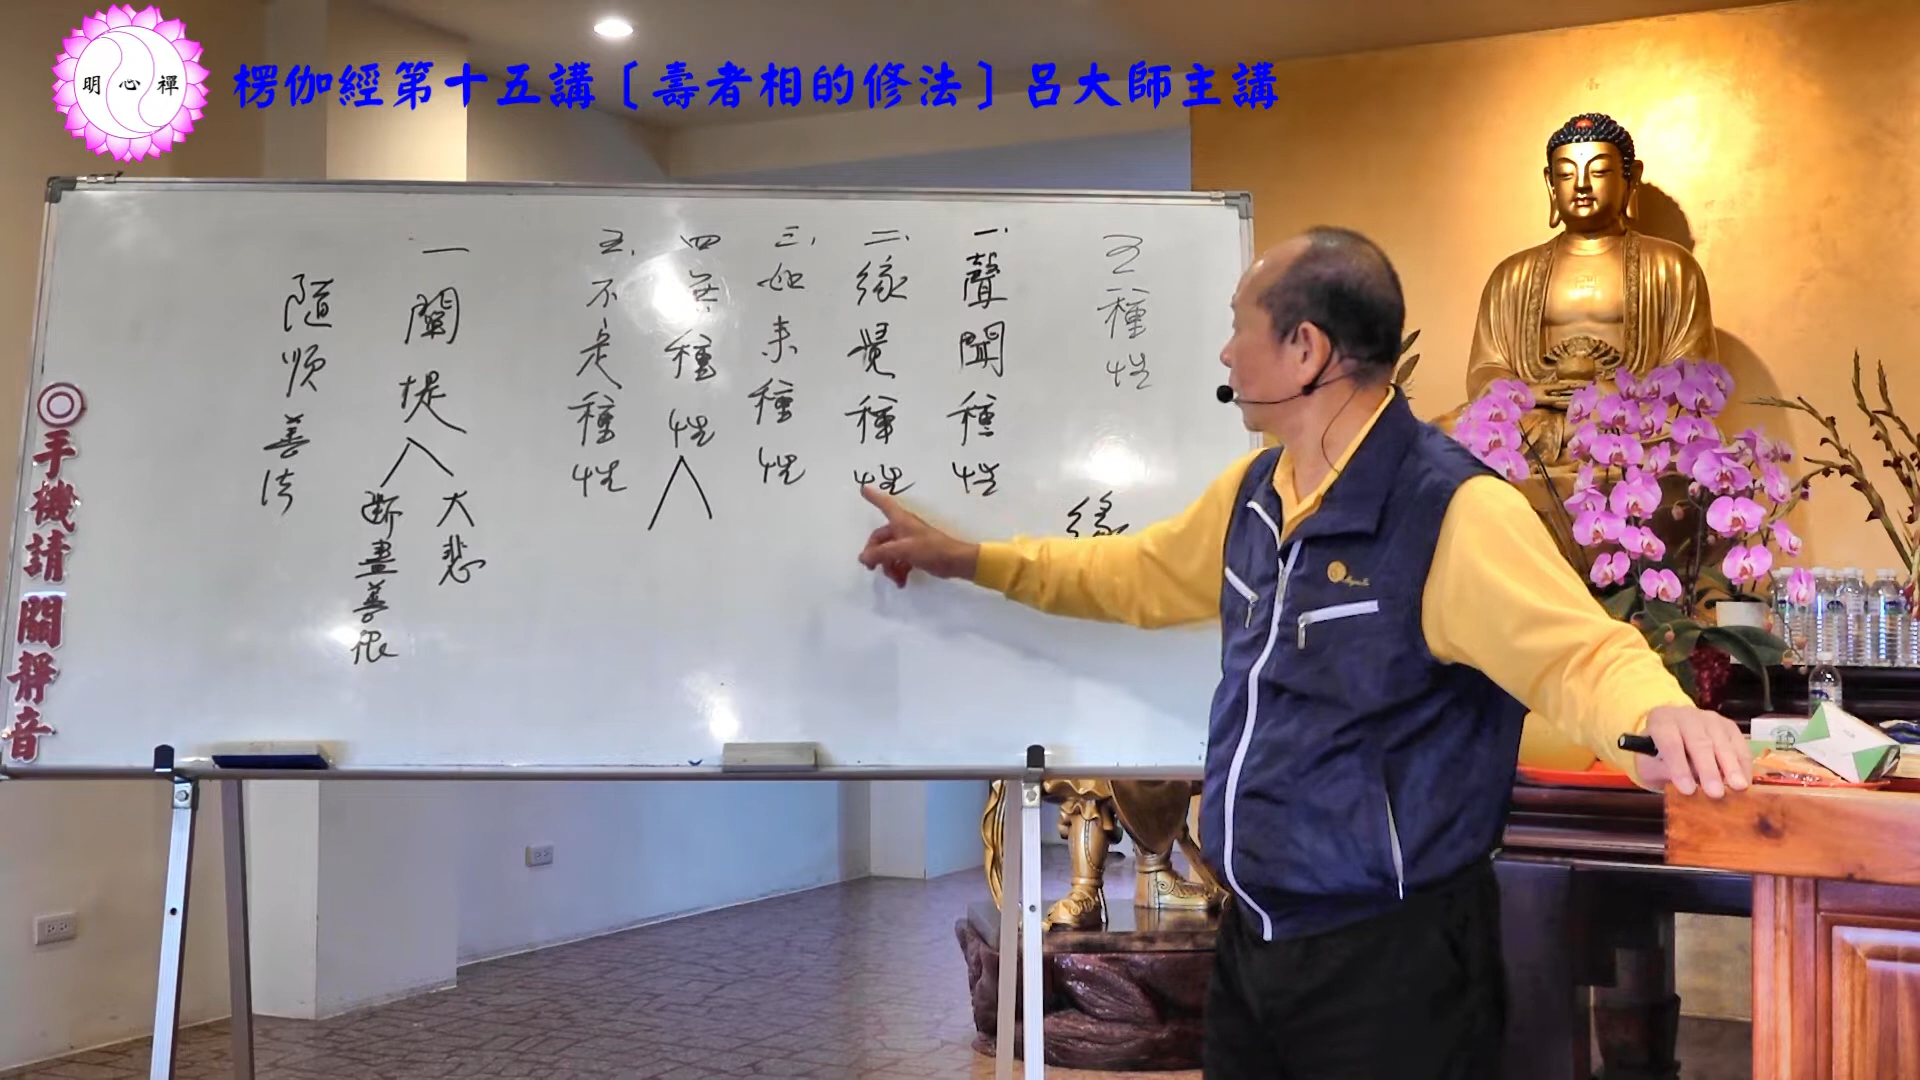 明心禪
楞伽經第十五講〔壽者相的修法〕呂大師主講
五種性
緣
一.聲聞種性
二.緣覺種性
三.如来種性
四無種性
五.不定種性
一闡提
大悲
断盡善根
隨順善法
◎手機請關靜音